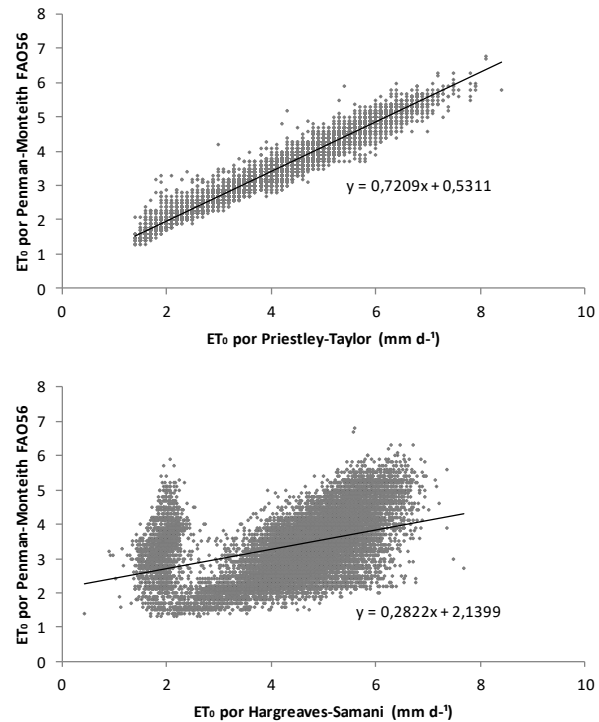 8
7
6
5
4
3
2
1
0
ET₀ por Penman-Monteith FAO56
y = 0,7209x + 0,5311
0 2 4 6 8 10
ET₀ por Priestley-Taylor (mm d-¹)
8
7
6
5
4
3
2
1
0
ET₀ por Penman-Monteith FAO56
y = 0,2822x + 2,1399
0 2 4 6 8 10
ET₀ por Hargreaves-Samani (mm d-¹)